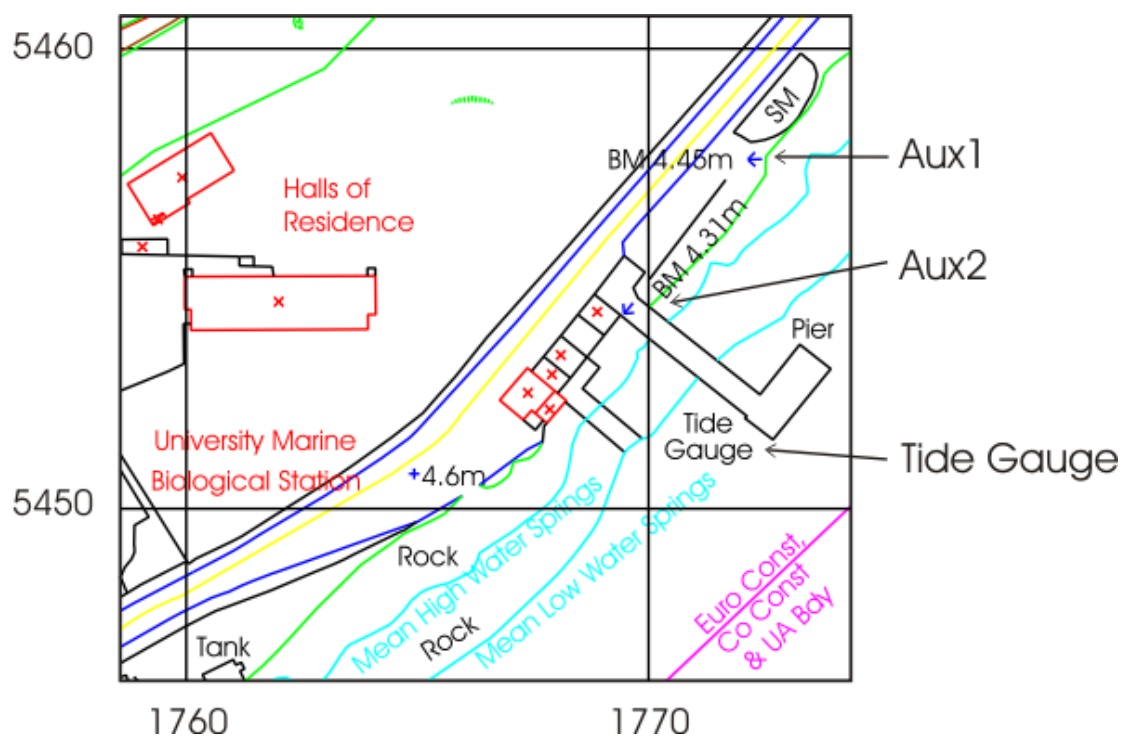 5460
SM
BM 4.45m
Aux1
Halls of
Residence
BM 4.31m
Aux2
Pier
Tide
Gauge
Tide Gauge
University Marine
Biological Station
+4.6m
5450
Rock
Mean High Water Springs
Rock
Mean Low Water Springs
Euro Const,
Co Const
& UA Bdy
Tank
1760
1770